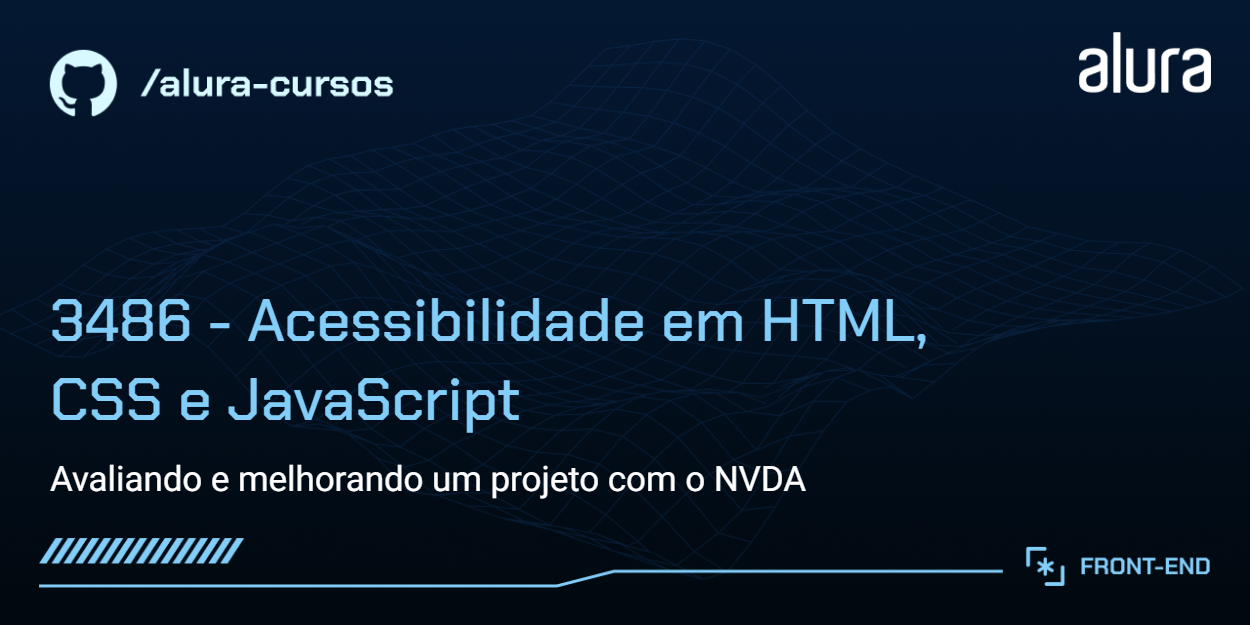 /alura-cursos
alura
3486 - Acessibilidade em HTML,
CSS e JavaScript
Avaliando e melhorando um projeto com o NVDA
FRONT-END